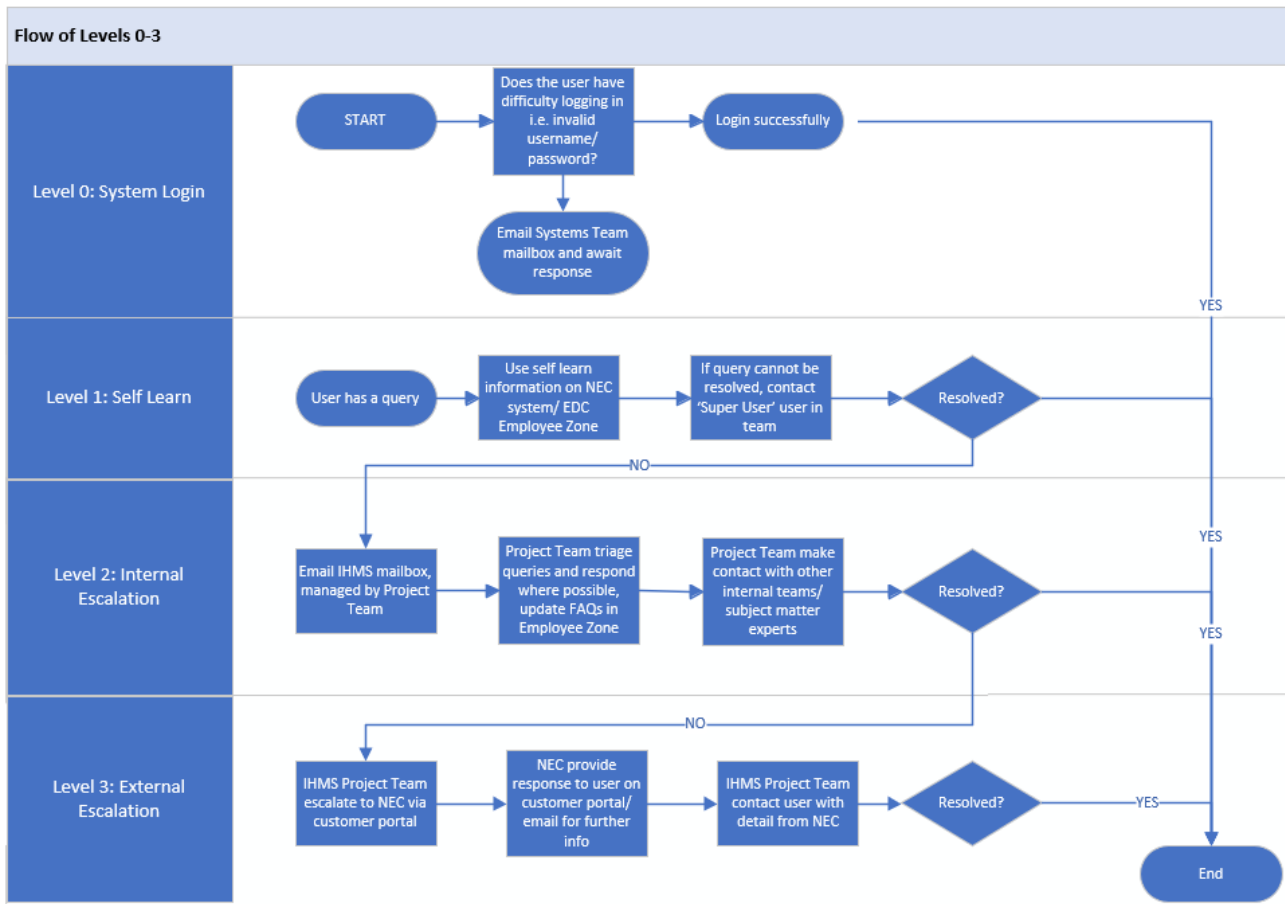 Flow of Levels 0-3
Level 0: System Login
START
Does the user have
difficulty logging in
i.e. invalid
username/
password?
Login successfully
Email Systems Team
mailbox and await
response
YES
Level 1: Self Learn
User has a query
Use self learn
information on NEC
system/ EDC
Employee Zone
If query cannot be
resolved, contact
‘Super User’ user in
team
Resolved?
NO
Level 2: Internal
Escalation
Email IHMS mailbox,
managed by Project
Team
Project Team triage
queries and respond
where possible,
update FAQs in
Employee Zone
Project Team make
contact with other
internal teams/
subject matter
experts
Resolved?
YES
YES
NO
Level 3: External
Escalation
IHMS Project Team
escalate to NEC via
customer portal
NEC provide
response to user on
customer portal/
email for further
info
IHMS Project Team
contact user with
detail from NEC
Resolved?
YES
End